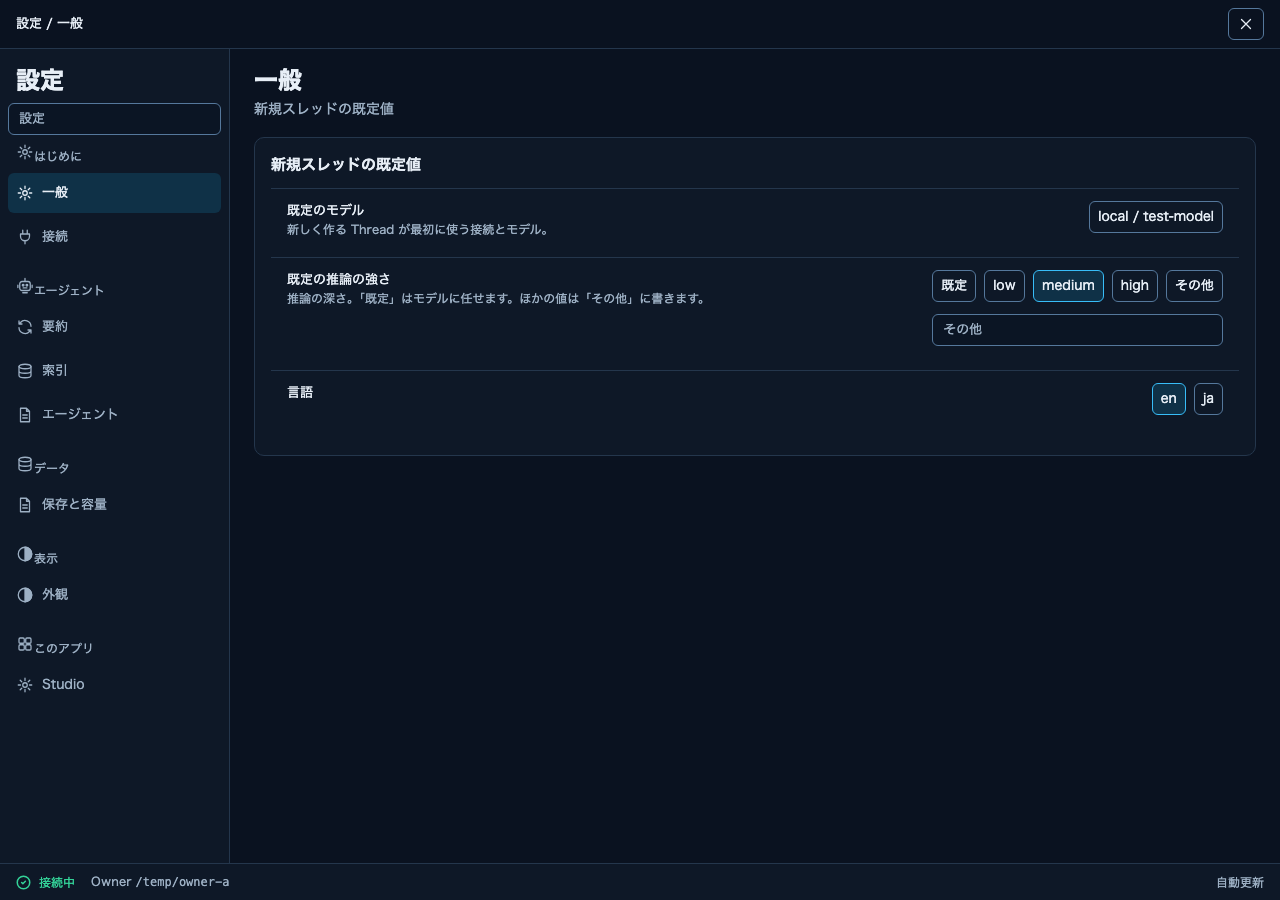 設定 / 一般
設定
設定
はじめに
一般
接続
エージェント
要約
索引
エージェント
データ
保存と容量
表示
外観
このアプリ
Studio
一般
新規スレッドの既定値
新規スレッドの既定値
既定のモデル
新しく作る Thread が最初に使う接続とモデル。
local / test-model
既定の推論の強さ
推論の深さ。「既定」はモデルに任せます。ほかの値は「その他」に書きます。
既定 low medium high その他
その他
言語
en ja
接続中 Owner /temp/owner-a
自動更新